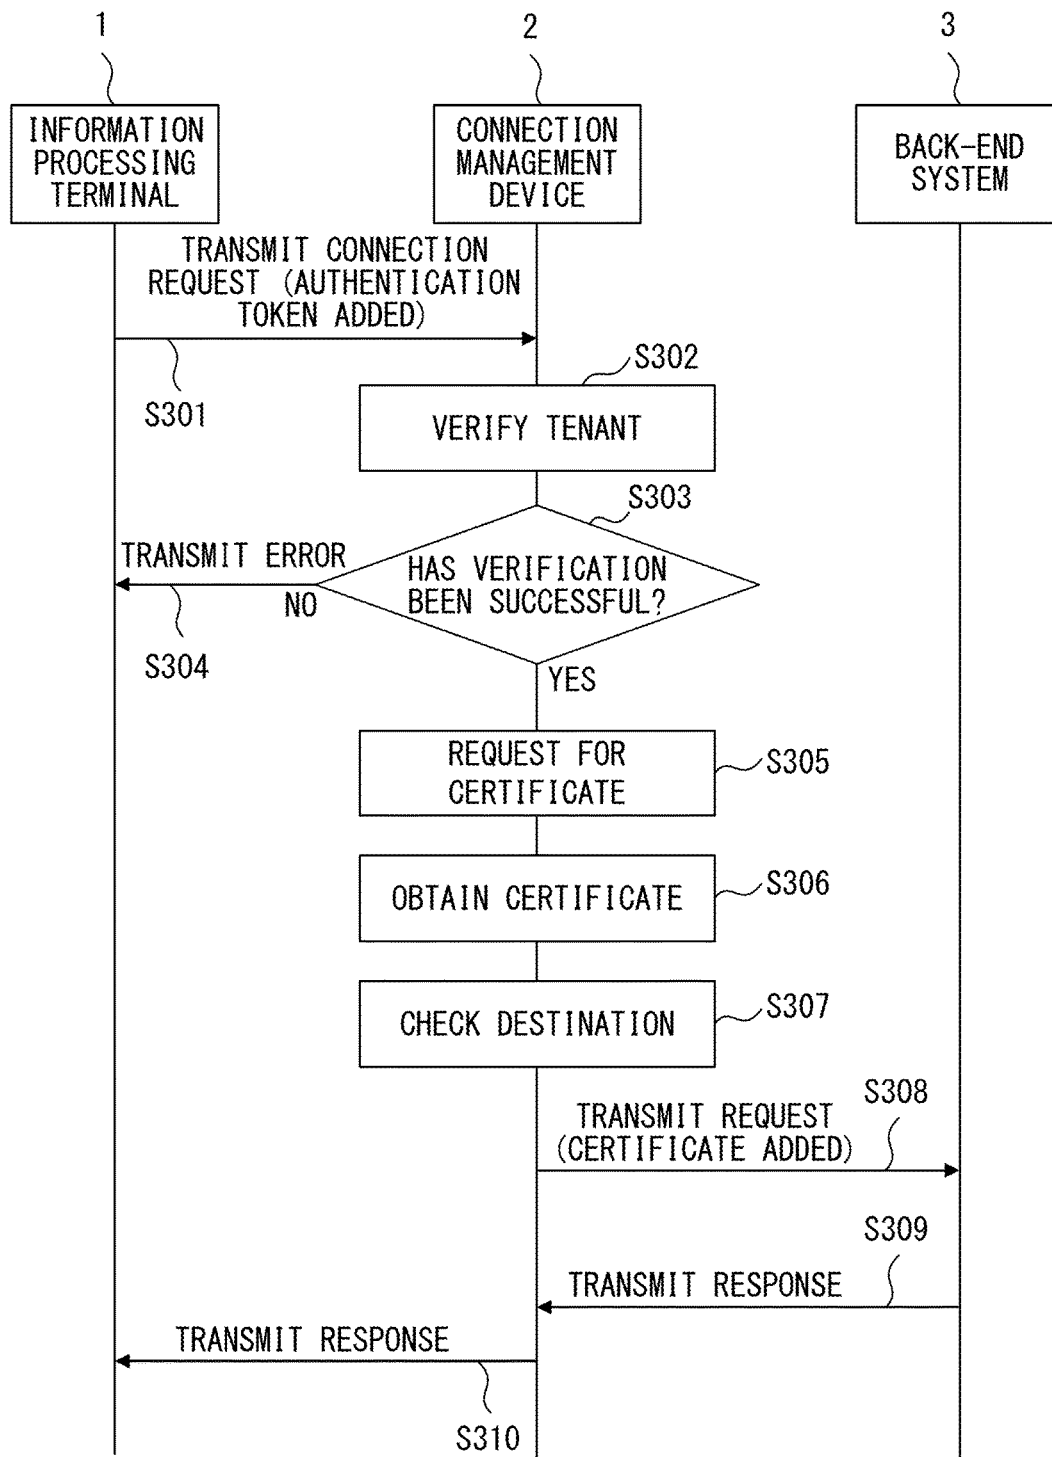 1
2
3
INFORMATION
PROCESSING
TERMINAL
CONNECTION
MANAGEMENT
DEVICE
BACK-END
SYSTEM
TRANSMIT CONNECTION
REQUEST (AUTHENTICATION
TOKEN ADDED)
S301
S302
VERIFY TENANT
S303
TRANSMIT ERROR
HAS VERIFICATION
BEEN SUCCESSFUL?
NO
S304
YES
REQUEST FOR
CERTIFICATE
S305
OBTAIN CERTIFICATE
S306
CHECK DESTINATION
S307
S308
TRANSMIT REQUEST
(CERTIFICATE ADDED)
S309
TRANSMIT RESPONSE
TRANSMIT RESPONSE
S310